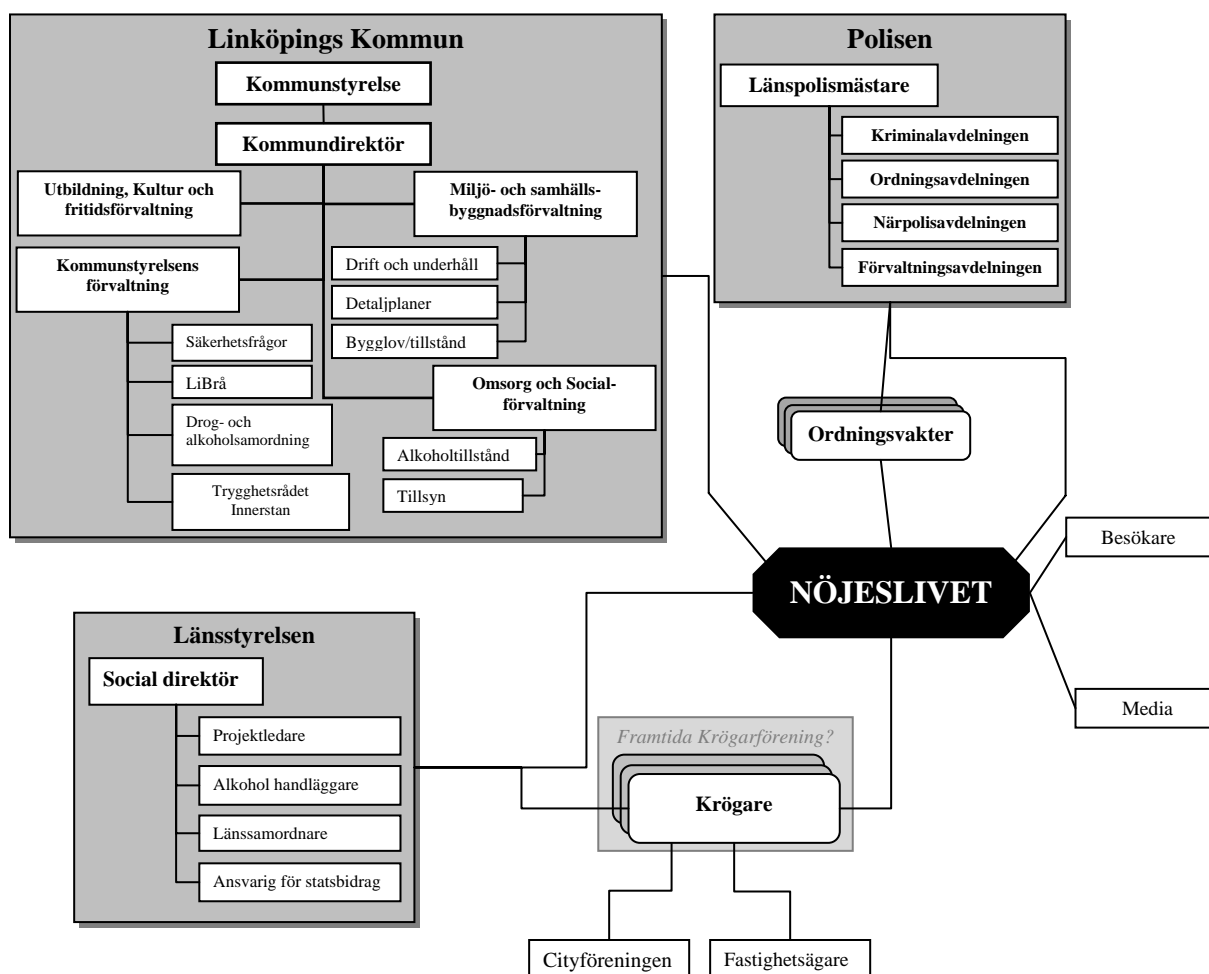 Linköpings Kommun
Kommunstyrelse
Kommundirektör
Utbildning, Kultur och
fritidsförvaltning
Miljö- och samhälls-
byggnadsförvaltning
Kommunstyrelsens
förvaltning
Drift och underhåll
Detaljplaner
Bygglov/tillstånd
Säkerhetsfrågor
LiBrå
Drog- och
alkoholsamordning
Trygghetsrådet
Innerstan
Omsorg och Social-
förvaltning
Alkoholtillstånd
Tillsyn
Polisen
Länspolismästare
Kriminalavdelningen
Ordningsavdelningen
Närpolisavdelningen
Förvaltningsavdelningen
Ordningsvakter
NÖJESLIVET
Besökare
Media
Länsstyrelsen
Social direktör
Projektledare
Alkohol handläggare
Länssamordnare
Ansvarig för statsbidrag
Framtida Krögarförening?
Krögare
Cityföreningen
Fastighetsägare